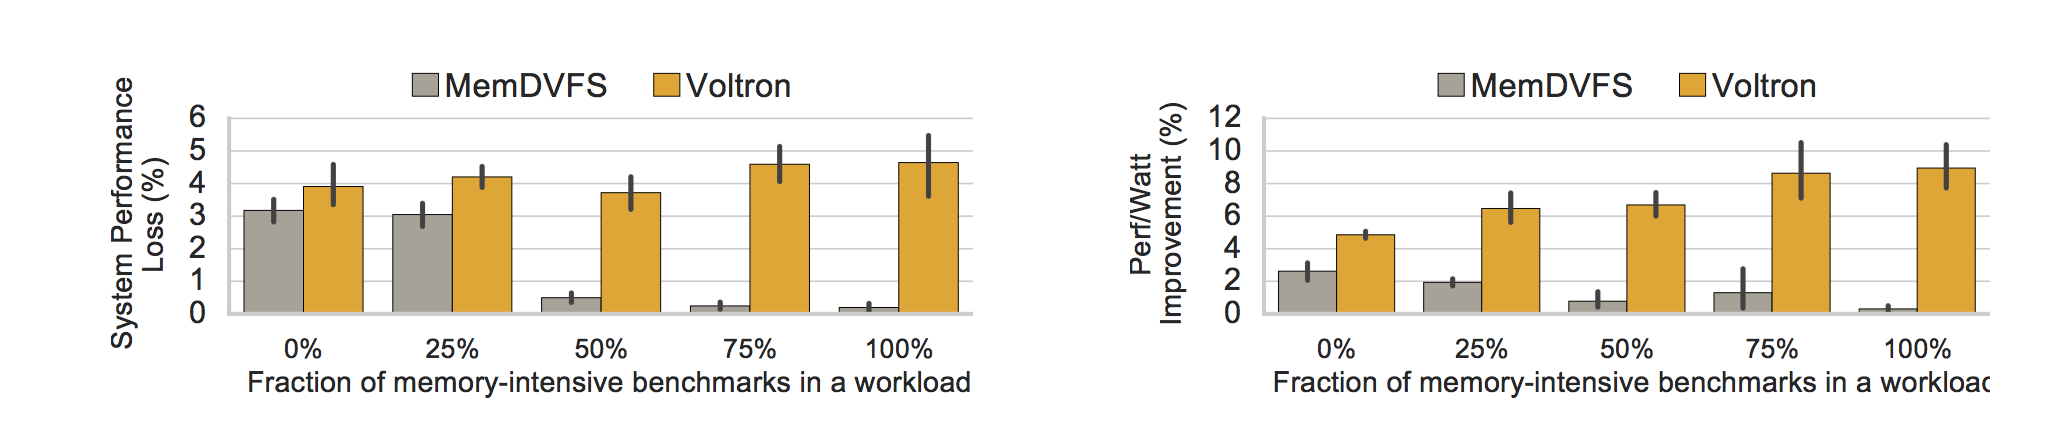 MemDVFS Voltron
System Performance
Loss (%)
6
5
4
3
2
1
0
0% 25% 50% 75% 100%
Fraction of memory-intensive benchmarks in a workload
MemDVFS Voltron
Perf/Watt
Improvement (%)
12
10
8
6
4
2
0
0% 25% 50% 75% 100%
Fraction of memory-intensive benchmarks in a workload